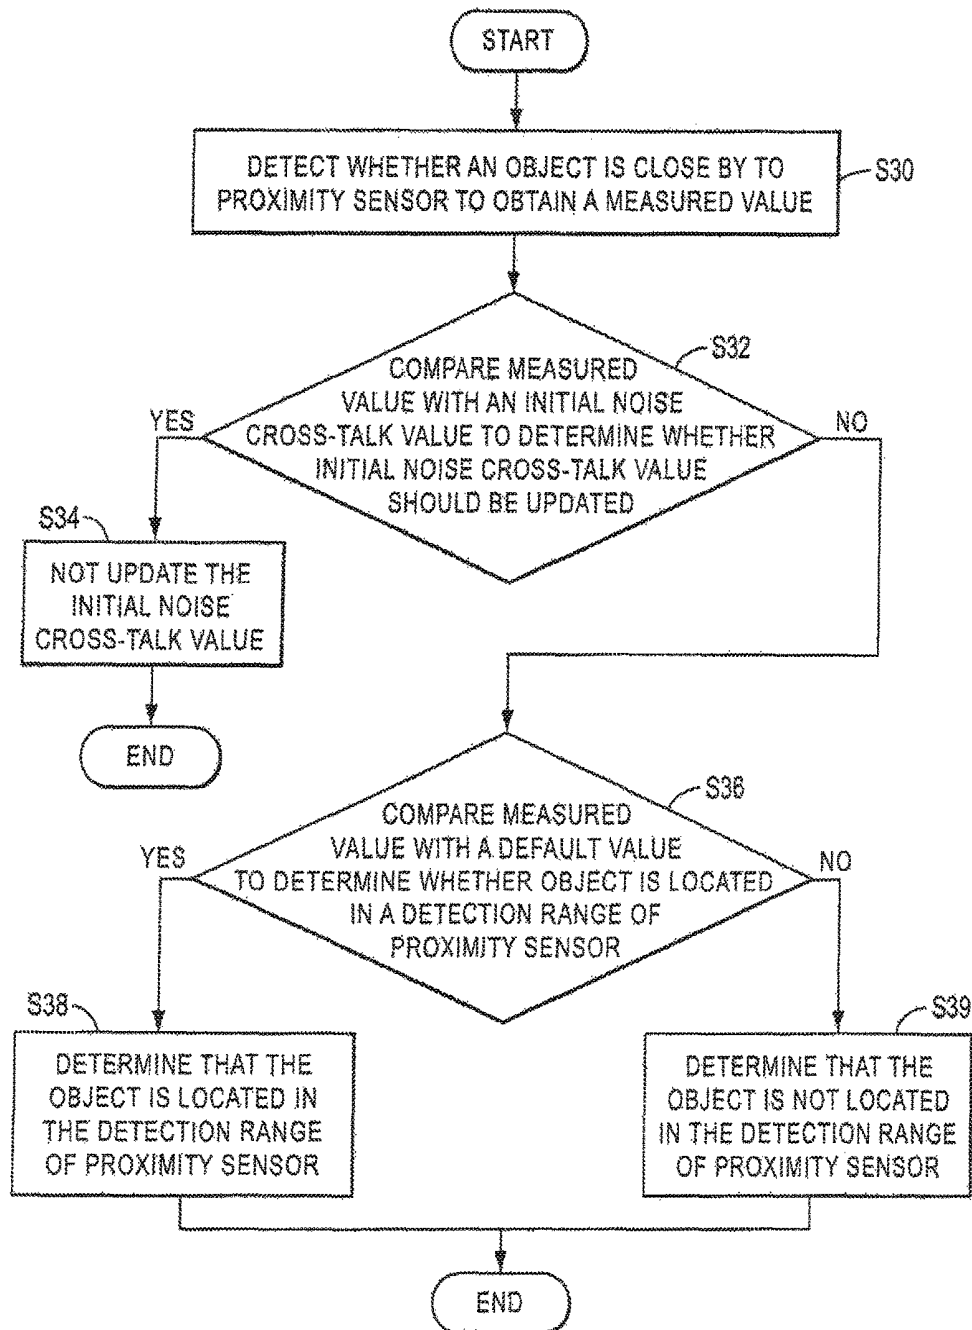 START
DETECT WHETHER AN OBJECT IS CLOSE BY TO
PROXIMITY SENSOR TO OBTAIN A MEASURED VALUE
S30
S32
COMPARE MEASURED
VALUE WITH AN INITIAL NOISE
CROSS-TALK VALUE TO DETERMINE WHETHER
INITIAL NOISE CROSS-TALK VALUE
SHOULD BE UPDATED
YES
NO
S34
NOT UPDATE THE
INITIAL NOISE
CROSS-TALK VALUE
END
S36
COMPARE MEASURED
VALUE WITH A DEFAULT VALUE
TO DETERMINE WHETHER OBJECT IS LOCATED
IN A DETECTION RANGE OF
PROXIMITY SENSOR
YES
NO
S38
DETERMINE THAT THE
OBJECT IS LOCATED IN
THE DETECTION RANGE
OF PROXIMITY SENSOR
S39
DETERMINE THAT THE
OBJECT IS NOT LOCATED
IN THE DETECTION RANGE
OF PROXIMITY SENSOR
END